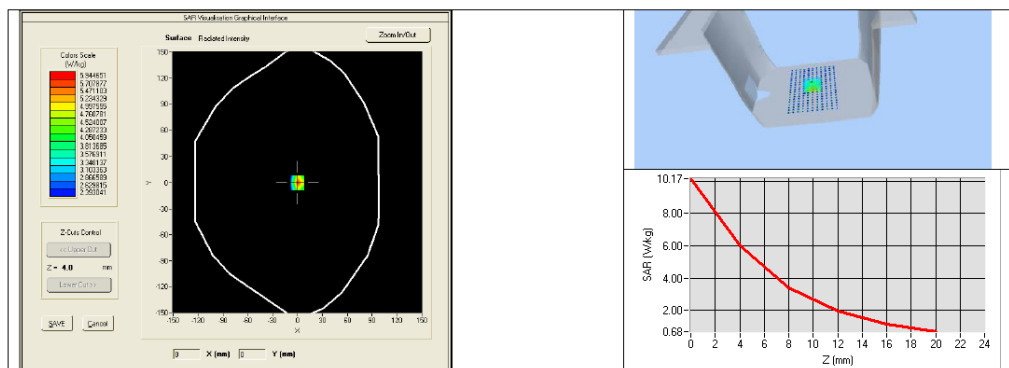 SAR Visualisation Graphical Interface
Surface Radiated Intensity
Zoom In/Out
Colors Scale
(W/kg)
5.944651
5.707877
5.471103
5.234329
4.997555
4.760781
4.524007
4.287233
4.050459
3.813685
3.576911
3.340137
3.103363
2.866589
2.629815
2.393041
Z-Cuts Control
<< Upper Cut
Z = 4.0 mm
Lower Cut >>
SAVE Cancel
150
120
90
60
30
Y 0
-30
-60
-90
-120
-150
-150 -120 -90 -60 -30 0 30 60 90 120 150
X
0 X (mm) 0 Y (mm)
10.17
8.00
6.00
4.00
2.00
0.68
SAR (W/kg)
0 2 4 6 8 10 12 14 16 18 20 22 24
Z (mm)